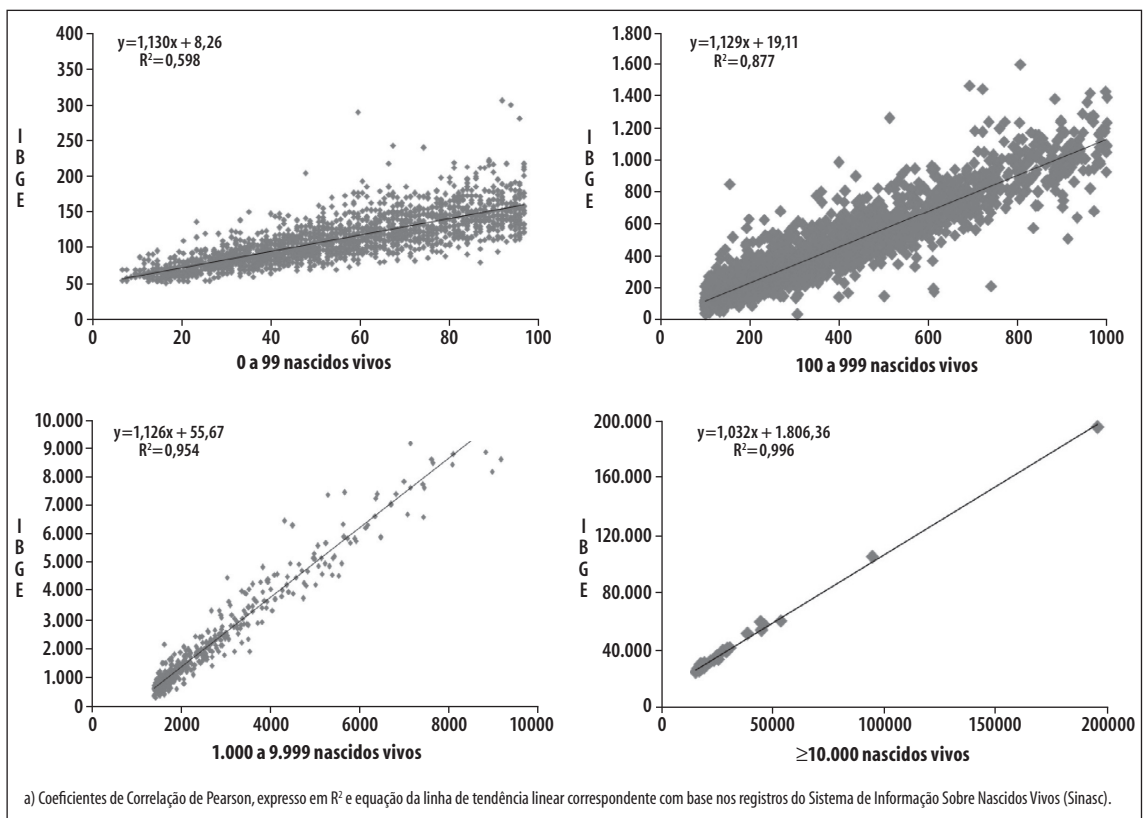 400
350
300
250
200
150
100
50
0
I
B
G
E
y=1,130x + 8,26
R²=0,598
0 20 40 60 80 100
0 a 99 nascidos vivos
1.800
1.600
1.400
1.200
1.000
800
600
400
200
0
I
B
G
E
y=1,129x + 19,11
R²=0,877
0 200 400 600 800 1000
100 a 999 nascidos vivos
10.000
9.000
8.000
7.000
6.000
5.000
4.000
3.000
2.000
1.000
0
I
B
G
E
y=1,126x + 55,67
R²=0,954
0 2000 4000 6000 8000 10000
1.000 a 9.999 nascidos vivos
200.000
160.000
120.000
80.000
40.000
0
I
B
G
E
y=1,032x + 1.806,36
R²=0,996
0 50000 100000 150000 200000
≥10.000 nascidos vivos
a) Coeficientes de Correlação de Pearson, expresso em R² e equação da linha de tendência linear correspondente com base nos registros do Sistema de Informação Sobre Nascidos Vivos (Sinasc).